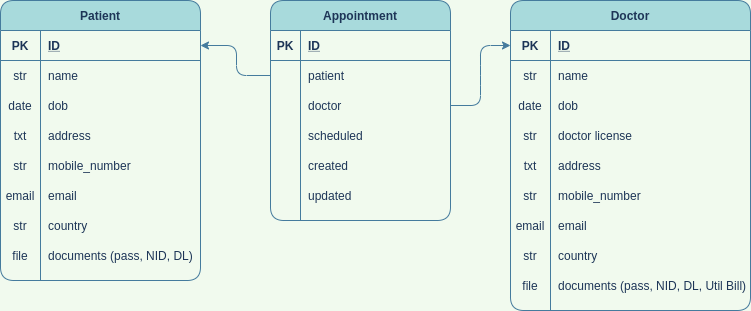 Patient
PK ID
str name
date dob
txt address
str mobile_number
email email
str country
file documents (pass, NID, DL)
Appointment
PK ID
patient
doctor
scheduled
created
updated
Doctor
PK ID
str name
date dob
str doctor license
txt address
str mobile_number
email email
str country
file documents (pass, NID, DL, Util Bill)